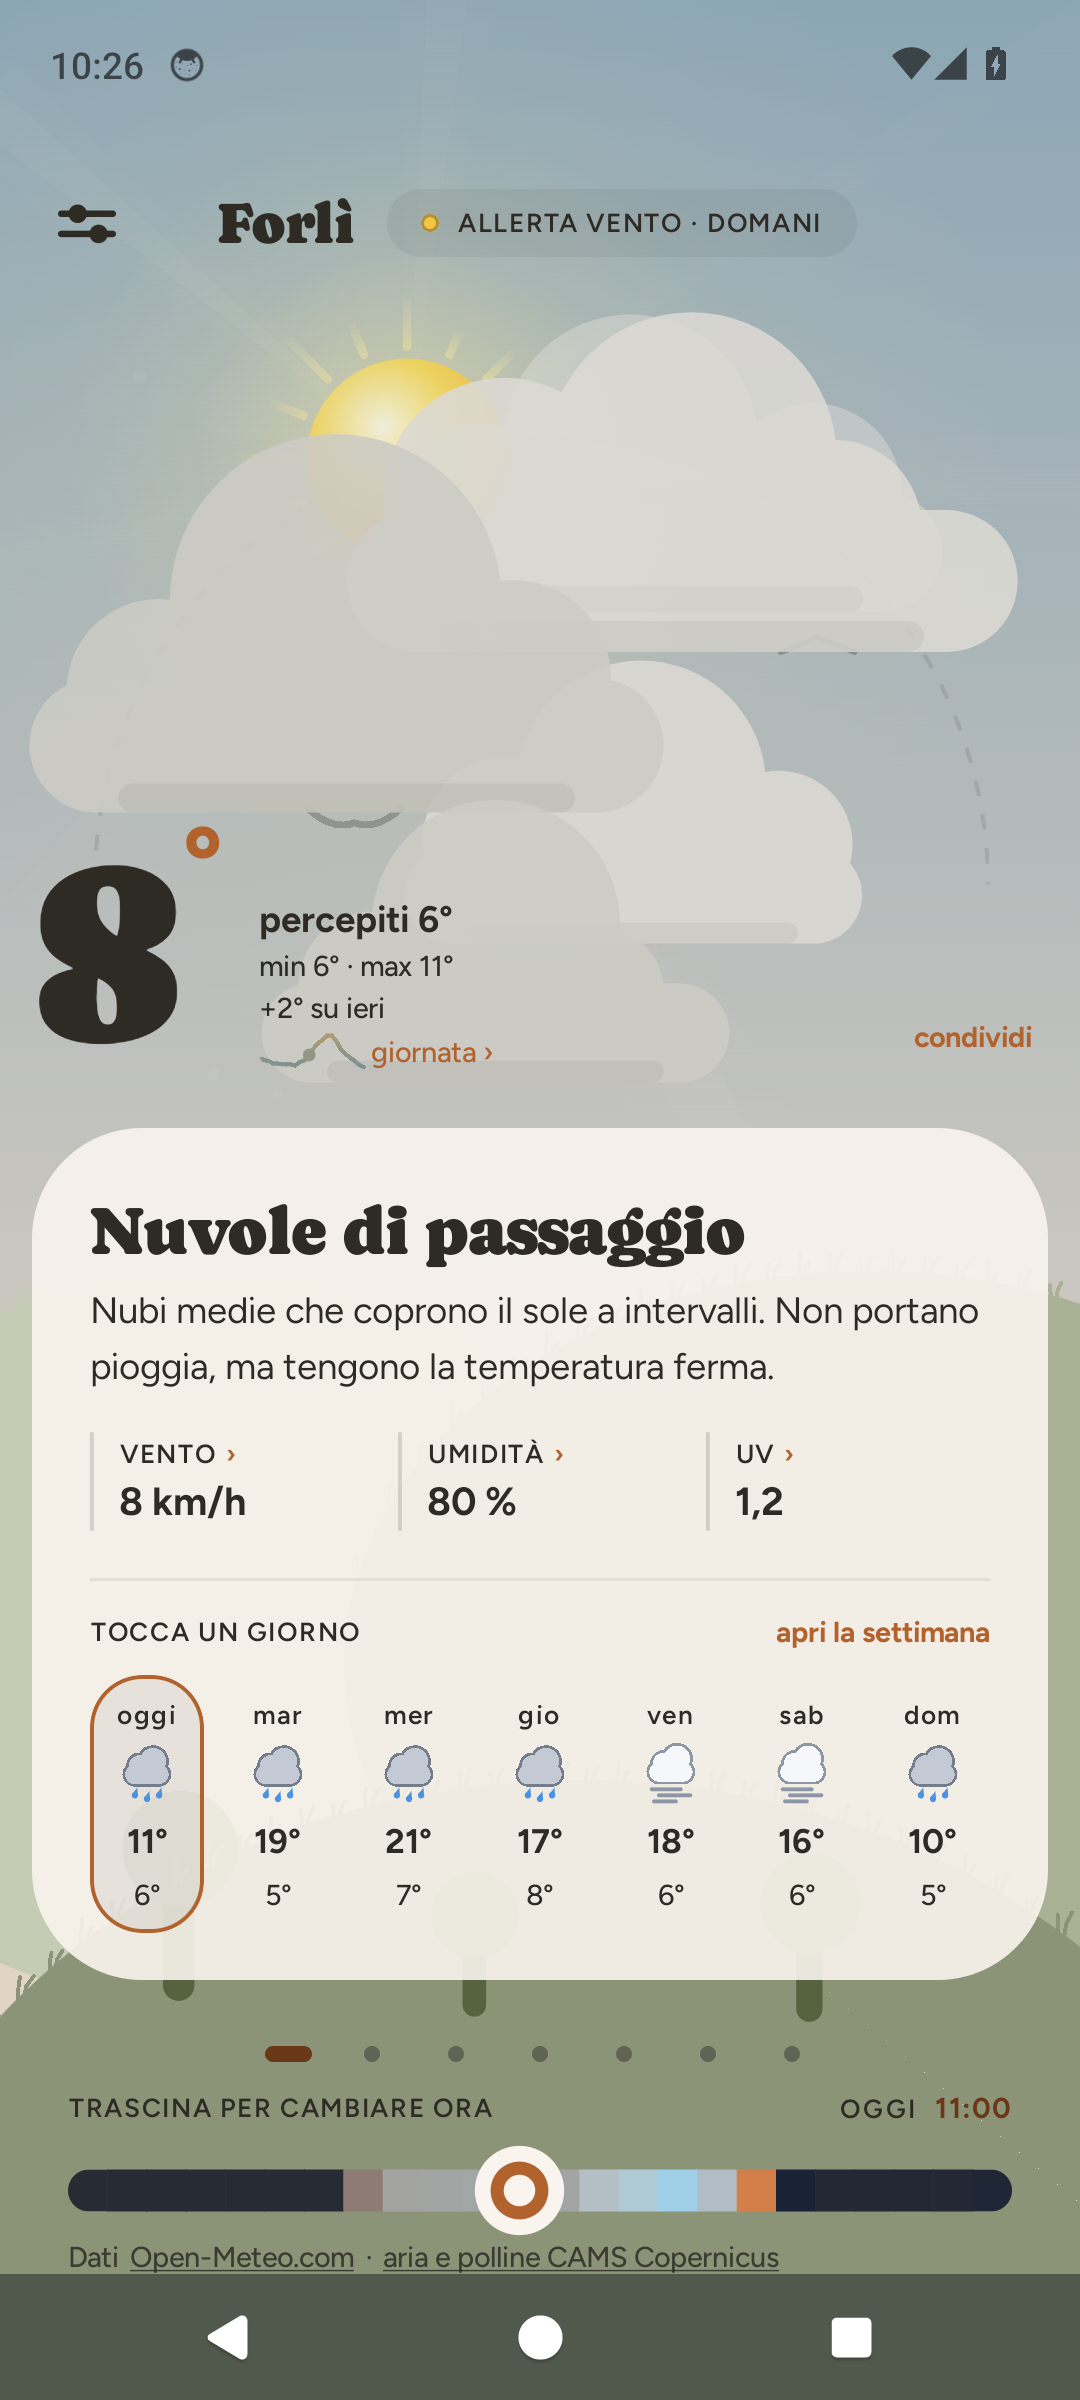 10:26
Forlì
ALLERTA VENTO · DOMANI
8°
percepiti 6°
min 6° · max 11°
+2° su ieri
giornata ›
condividi
Nuvole di passaggio
Nubi medie che coprono il sole a intervalli. Non portano
pioggia, ma tengono la temperatura ferma.
VENTO › UMIDITÀ › UV ›
8 km/h 80 % 1,2
TOCCA UN GIORNO apri la settimana
oggi mar mer gio ven sab dom
11° 19° 21° 17° 18° 16° 10°
6° 5° 7° 8° 6° 6° 5°
TRASCINA PER CAMBIARE ORA OGGI 11:00
Dati Open-Meteo.com · aria e polline CAMS Copernicus